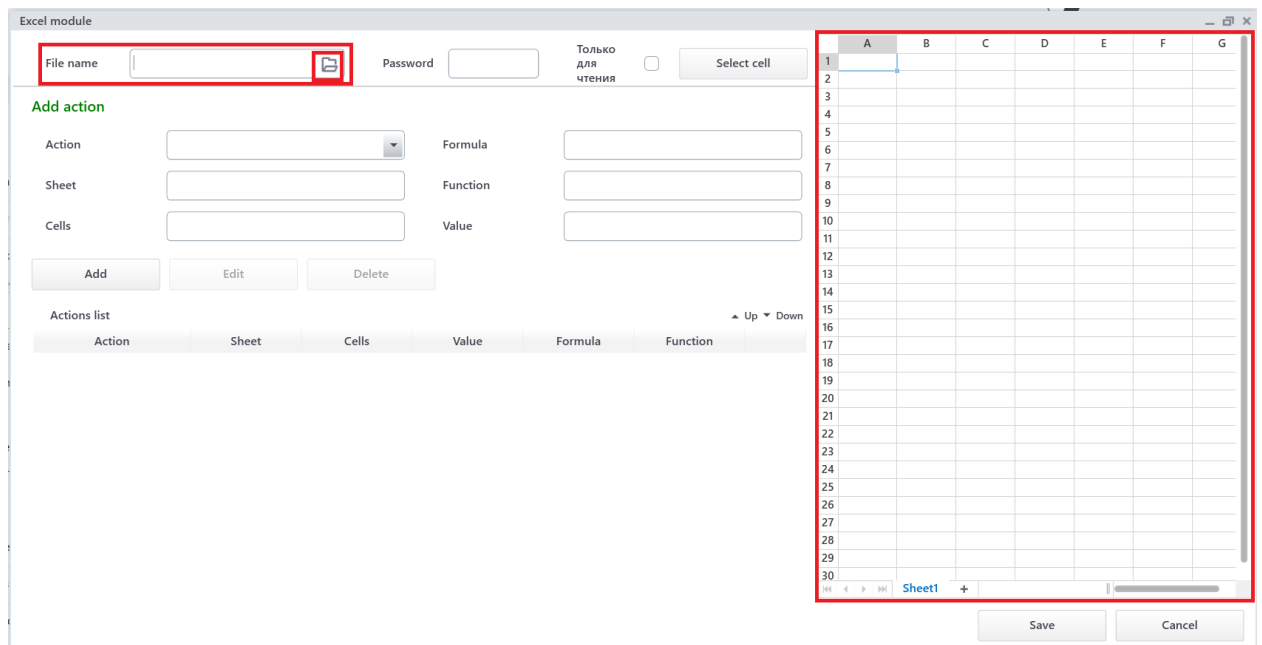 Excel module
File name
Password
Только
для
чтения
Select cell
Add action
Action
Formula
Sheet
Function
Cells
Value
Add
Edit
Delete
Actions list
Up
Down
Action Sheet Cells Value Formula Function
A B C D E F G
1
2
3
4
5
6
7
8
9
10
11
12
13
14
15
16
17
18
19
20
21
22
23
24
25
26
27
28
29
30
Sheet1 +
Save
Cancel